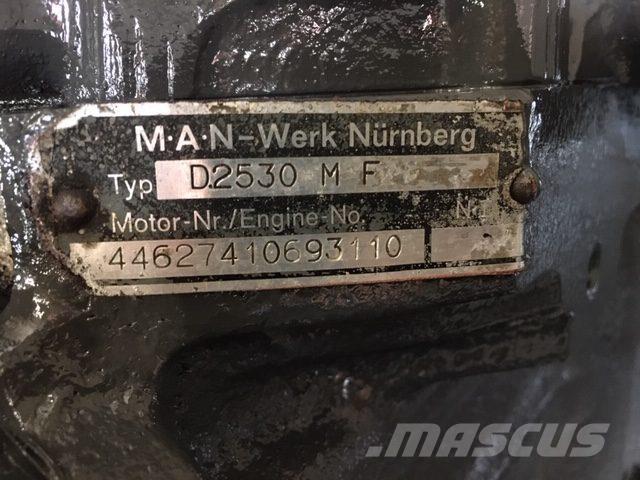 M·A·N-Werk Nürnberg
Typ D2530 M F
Motor-Nr./Engine-No. Nr.
44627410693110
MASCUS